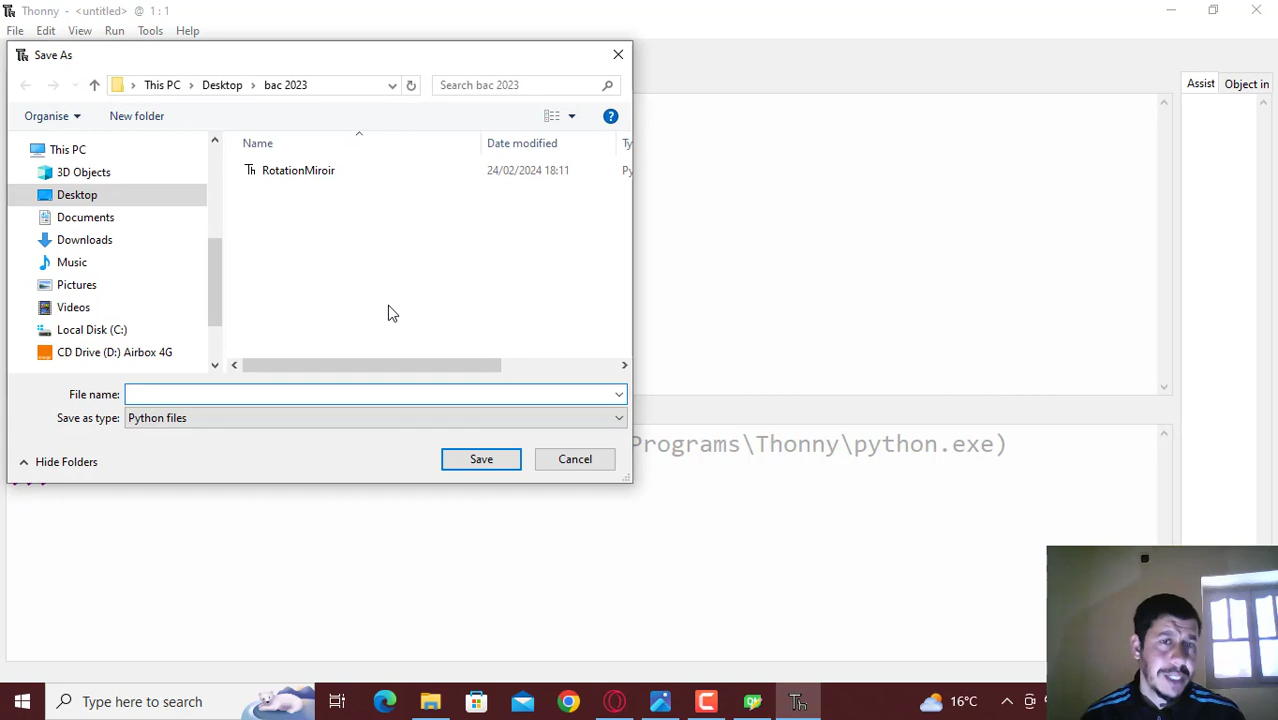 Thonny - <untitled> @ 1 : 1
File Edit View Run Tools Help
Save As
This PC Desktop bac 2023
Search bac 2023
Organise New folder
Name Date modified Ty
RotationMiroir 24/02/2024 18:11 Py
This PC
3D Objects
Desktop
Documents
Downloads
Music
Pictures
Videos
Local Disk (C:)
CD Drive (D:) Airbox 4G
File name:
Save as type: Python files
Hide Folders
Save Cancel
Assist Object in
Programs\Thonny\python.exe)
Type here to search
16°C